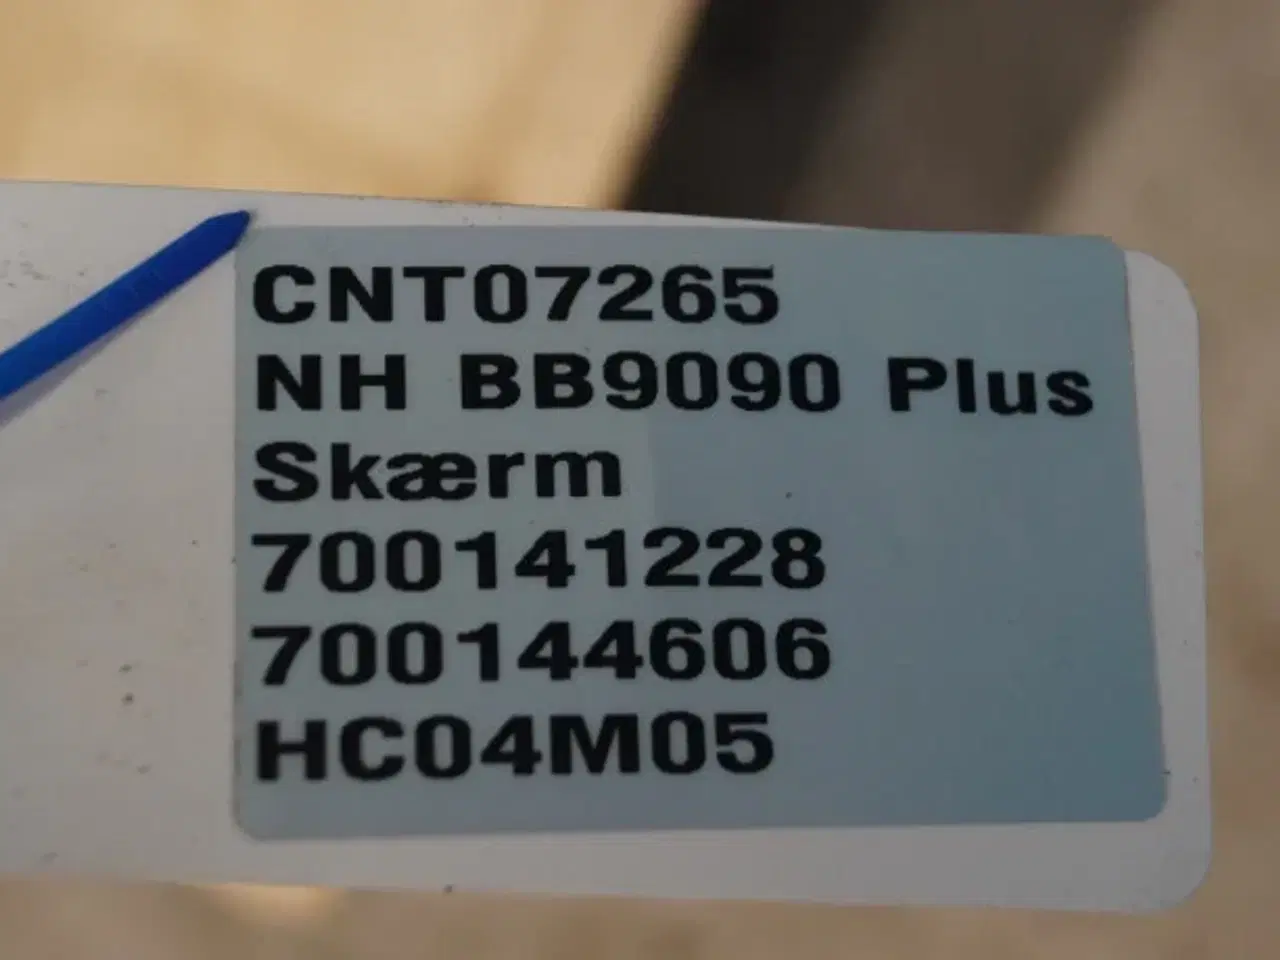 CNT07265
NH BB9090 Plus
Skærm
700141228
700144606
HC04M05